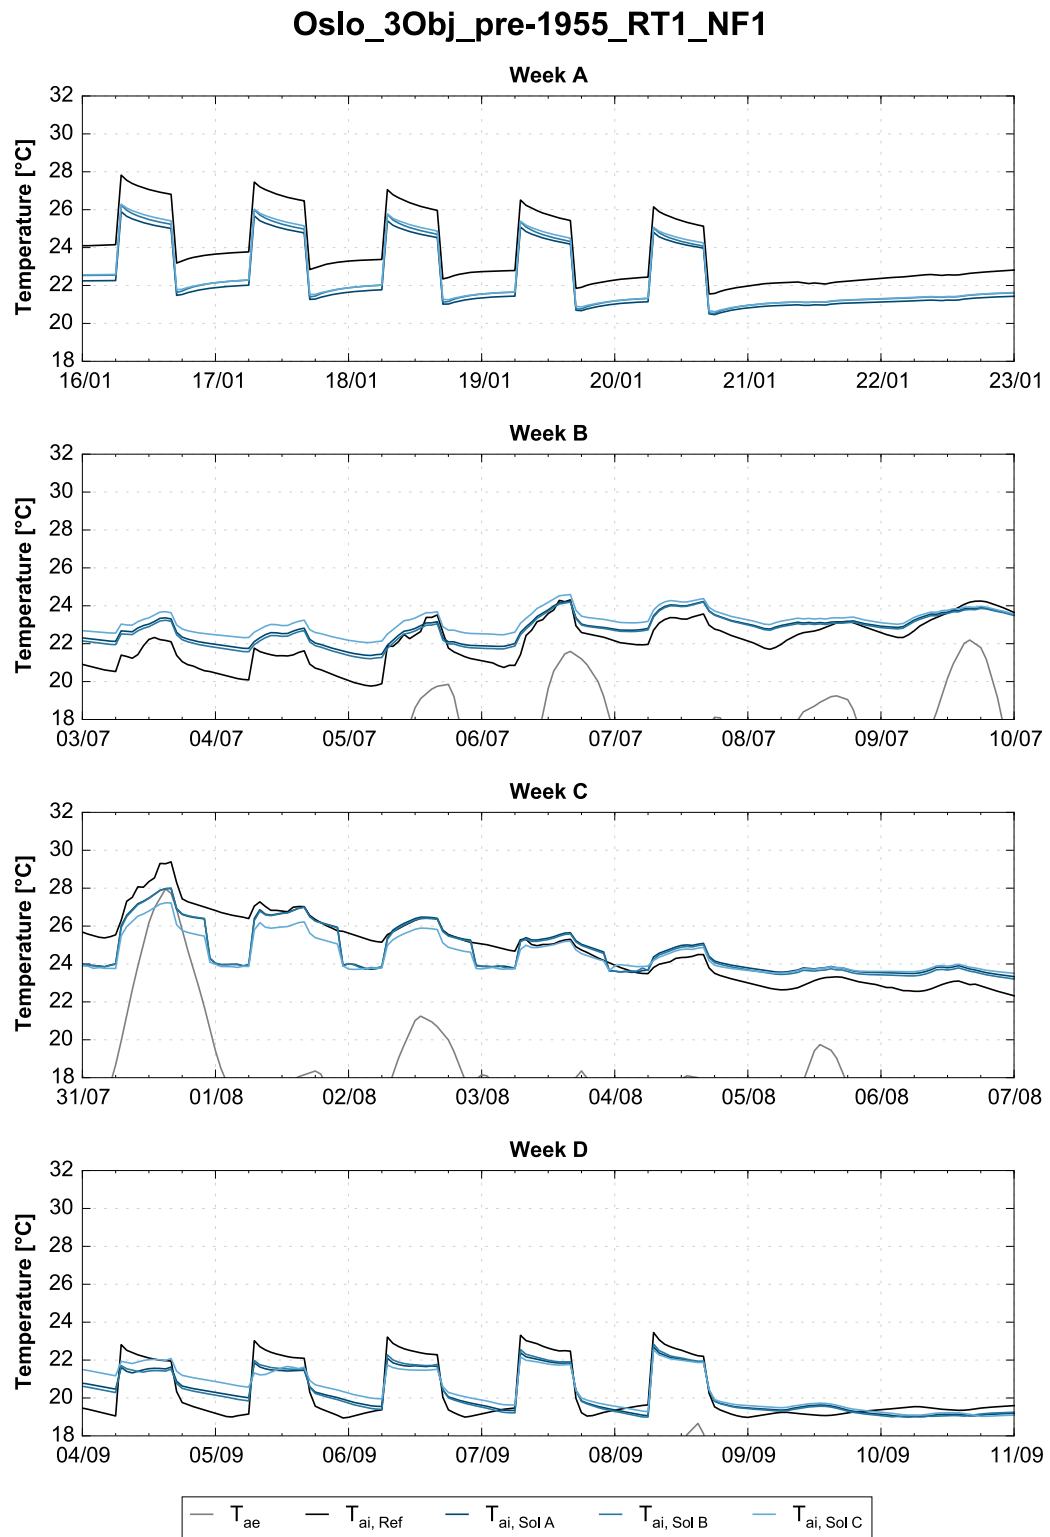 Oslo_3Obj_pre-1955_RT1_NF1
Week A
Temperature [°C]
32
30
28
26
24
22
20
18
16/01 17/01 18/01 19/01 20/01 21/01 22/01 23/01
Week B
Temperature [°C]
32
30
28
26
24
22
20
18
03/07 04/07 05/07 06/07 07/07 08/07 09/07 10/07
Week C
Temperature [°C]
32
30
28
26
24
22
20
18
31/07 01/08 02/08 03/08 04/08 05/08 06/08 07/08
Week D
Temperature [°C]
32
30
28
26
24
22
20
18
04/09 05/09 06/09 07/09 08/09 09/09 10/09 11/09
T ae T ai, Ref T ai, Sol A T ai, Sol B T ai, Sol C